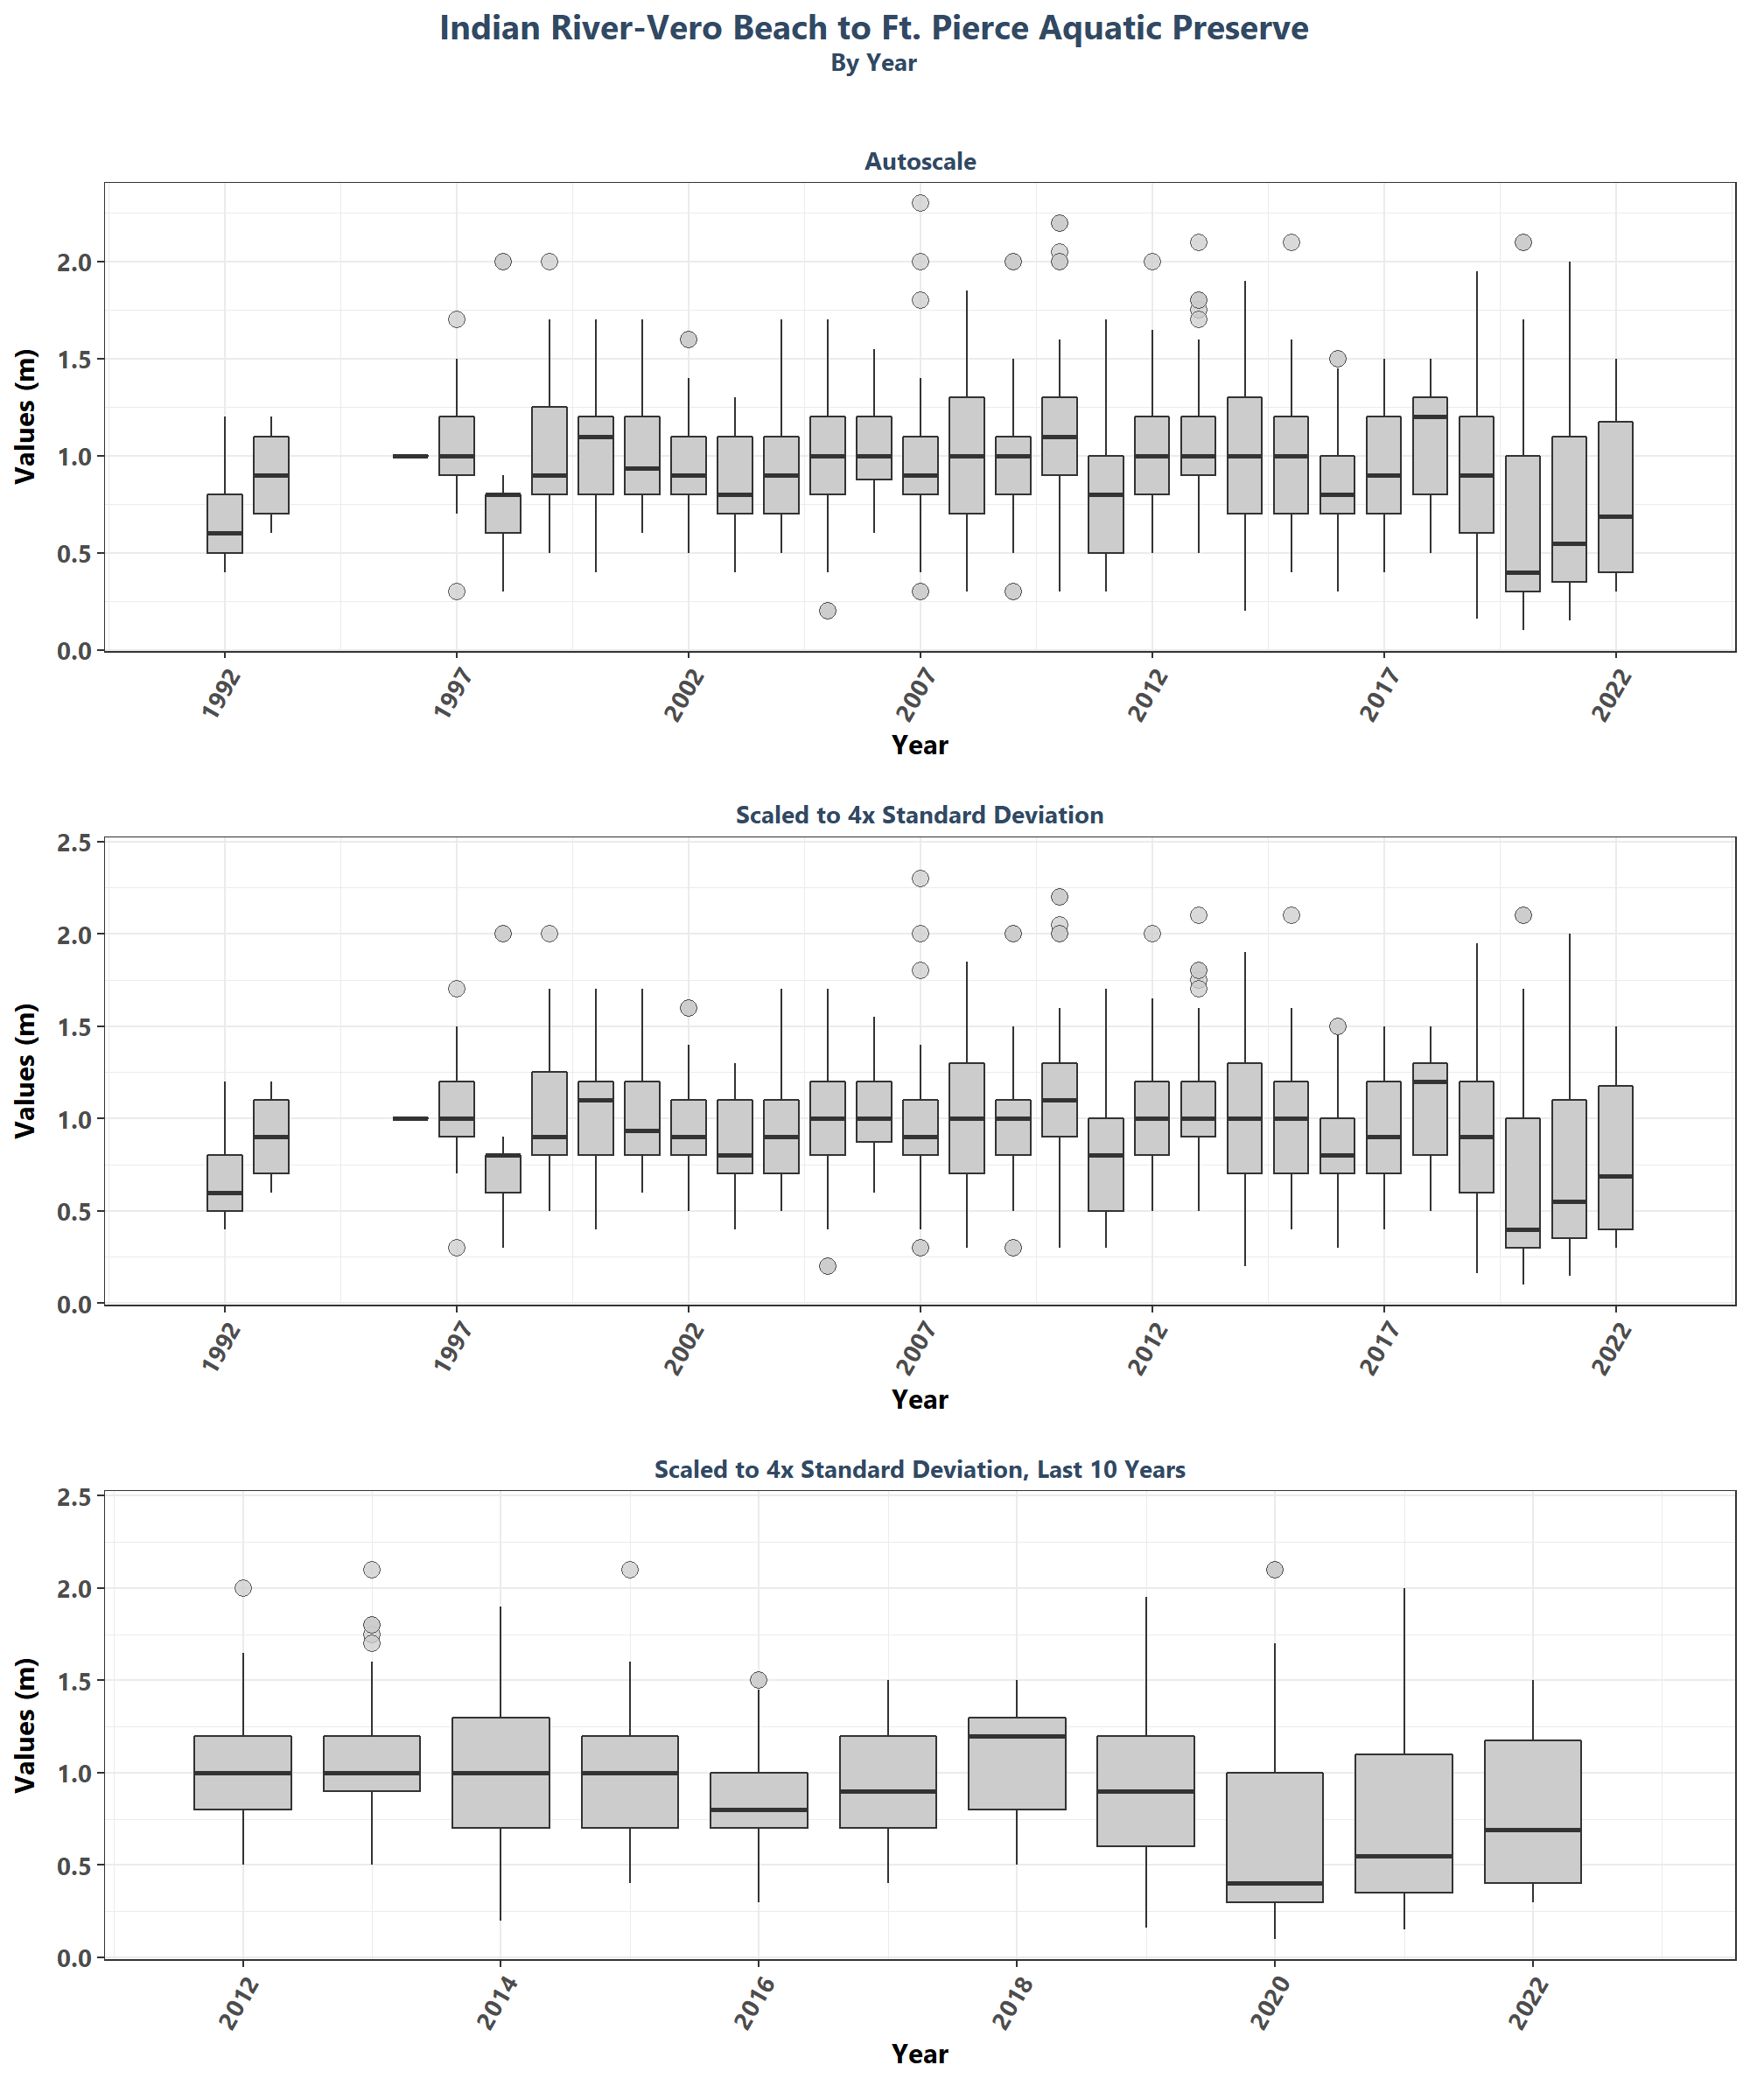 Indian River-Vero Beach to Ft. Pierce Aquatic Preserve
By Year
Autoscale
Values (m)
2.0
1.5
1.0
0.5
0.0
1992 1997 2002 2007 2012 2017 2022
Year
Scaled to 4x Standard Deviation
Values (m)
2.5
2.0
1.5
1.0
0.5
0.0
1992 1997 2002 2007 2012 2017 2022
Year
Scaled to 4x Standard Deviation, Last 10 Years
Values (m)
2.5
2.0
1.5
1.0
0.5
0.0
2012 2014 2016 2018 2020 2022
Year